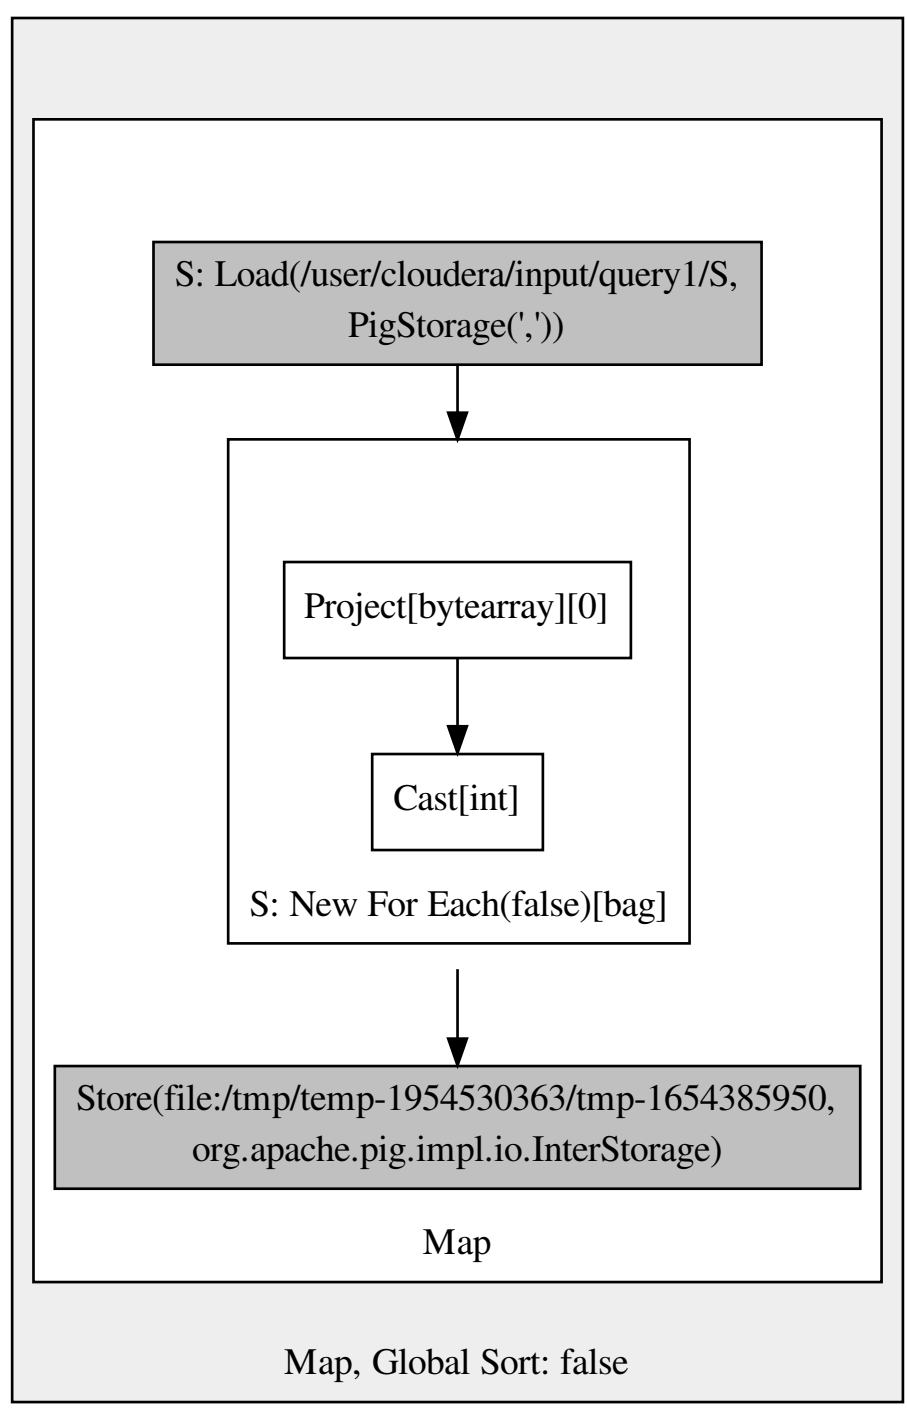 S: Load(/user/cloudera/input/query1/S,
PigStorage(','))
Project[bytearray][0]
Cast[int]
S: New For Each(false)[bag]
Store(file:/tmp/temp-1954530363/tmp-1654385950,
org.apache.pig.impl.io.InterStorage)
Map
Map, Global Sort: false